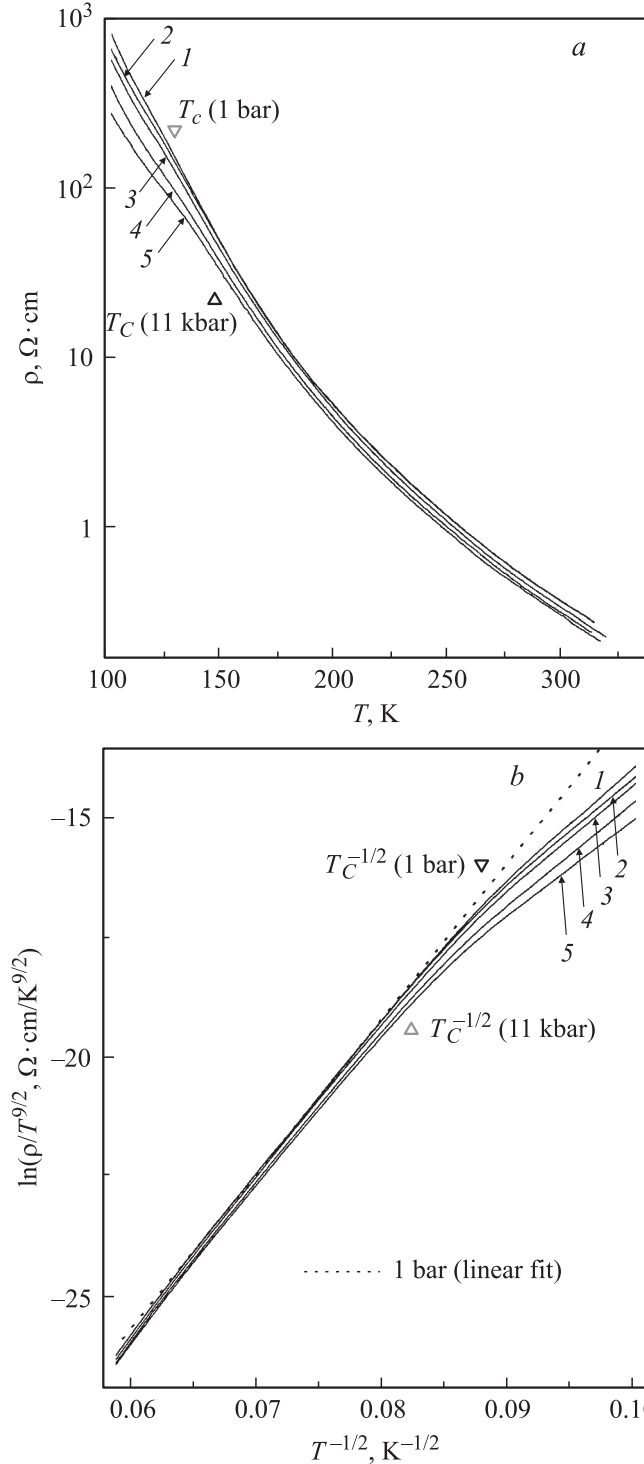 10³
2
1
a
T_c (1 bar)
10²
3
4
5
T_C (11 kbar)
10
ρ, Ω·cm
1
100 150 200 250 300
T, K
b
1
−15
T_C^−1/2 (1 bar)
2
3
4
5
T_C^−1/2 (11 kbar)
ln(ρ/T^9/2, Ω·cm/K^9/2)
−20
1 bar (linear fit)
−25
0.06 0.07 0.08 0.09 0.10
T^−1/2, K^−1/2